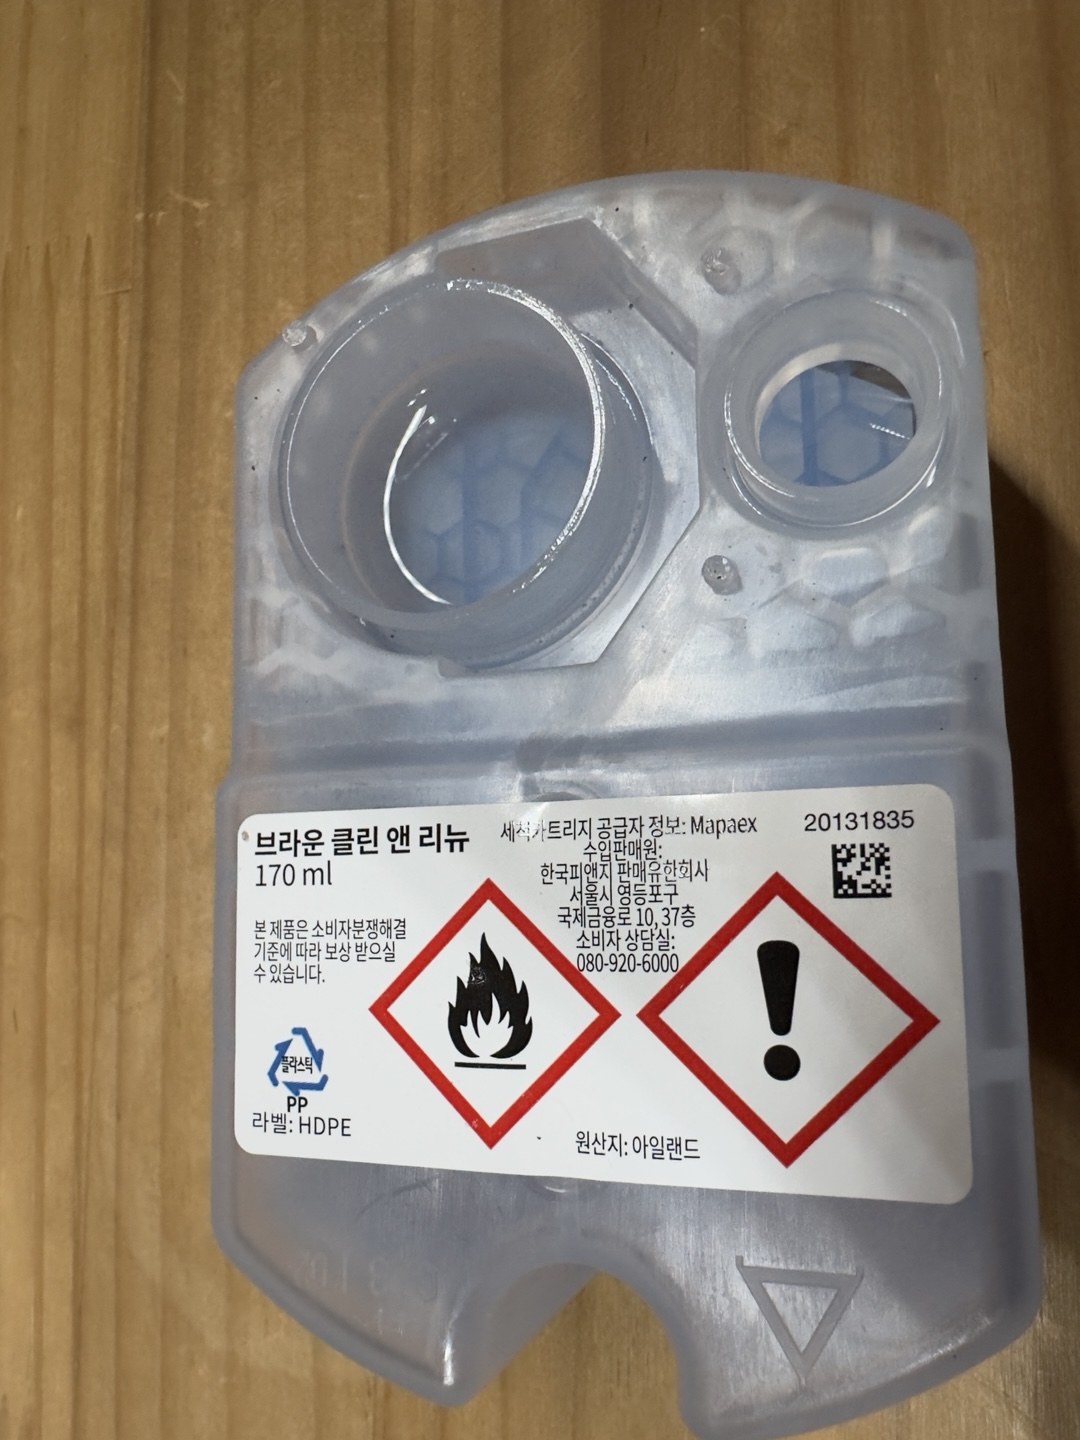 브라운 클린 앤 리뉴
170 ml
본 제품은 소비자분쟁해결
기준에 따라 보상 받으실
수 있습니다.
플라스틱
PP
라벨: HDPE
세척카트리지 공급자 정보: Mapaex
수입판매원:
한국피앤지 판매유한회사
서울시 영등포구
국제금융로 10, 37층
소비자 상담실:
080-920-6000
원산지: 아일랜드
20131835